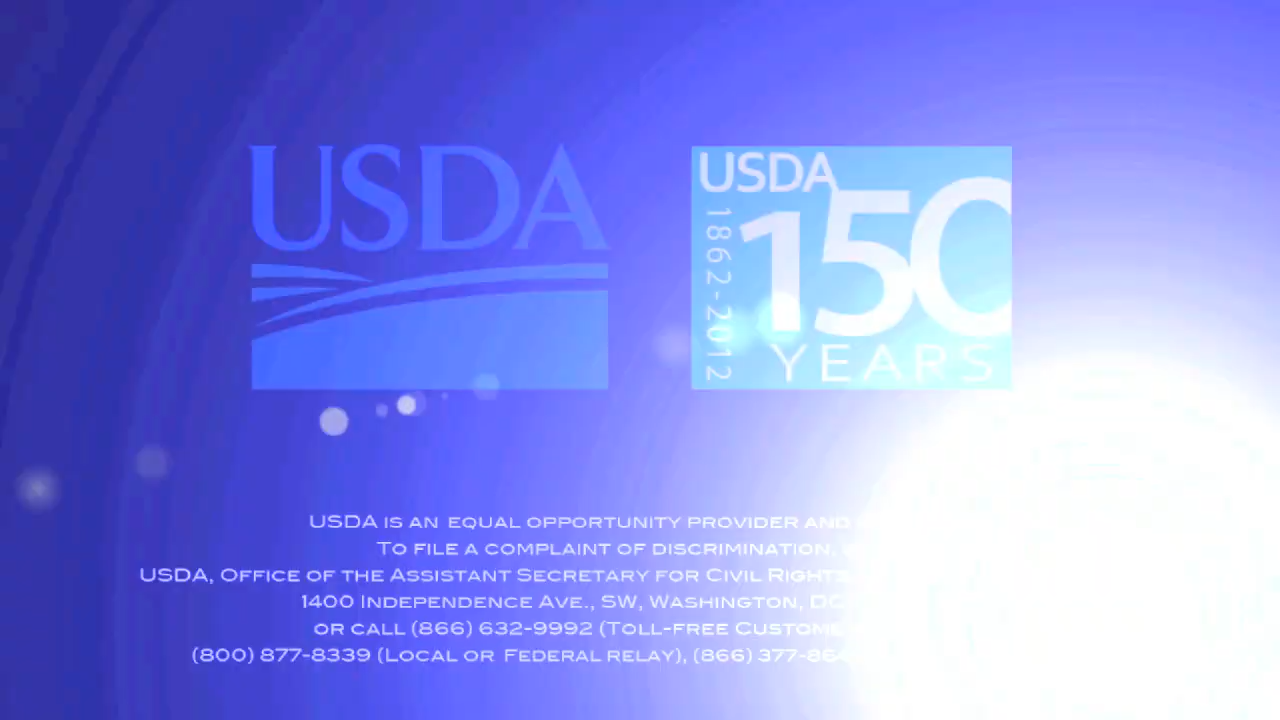 USDA
USDA
150
1862-2012
YEARS
USDA IS AN EQUAL OPPORTUNITY PROVIDER AND
TO FILE A COMPLAINT OF DISCRIMINATION,
USDA, OFFICE OF THE ASSISTANT SECRETARY FOR CIVIL RIGHTS
1400 INDEPENDENCE AVE., SW, WASHINGTON, DC
OR CALL (866) 632-9992 (TOLL-FREE
(800) 877-8339 (LOCAL OR FEDERAL RELAY), (866)